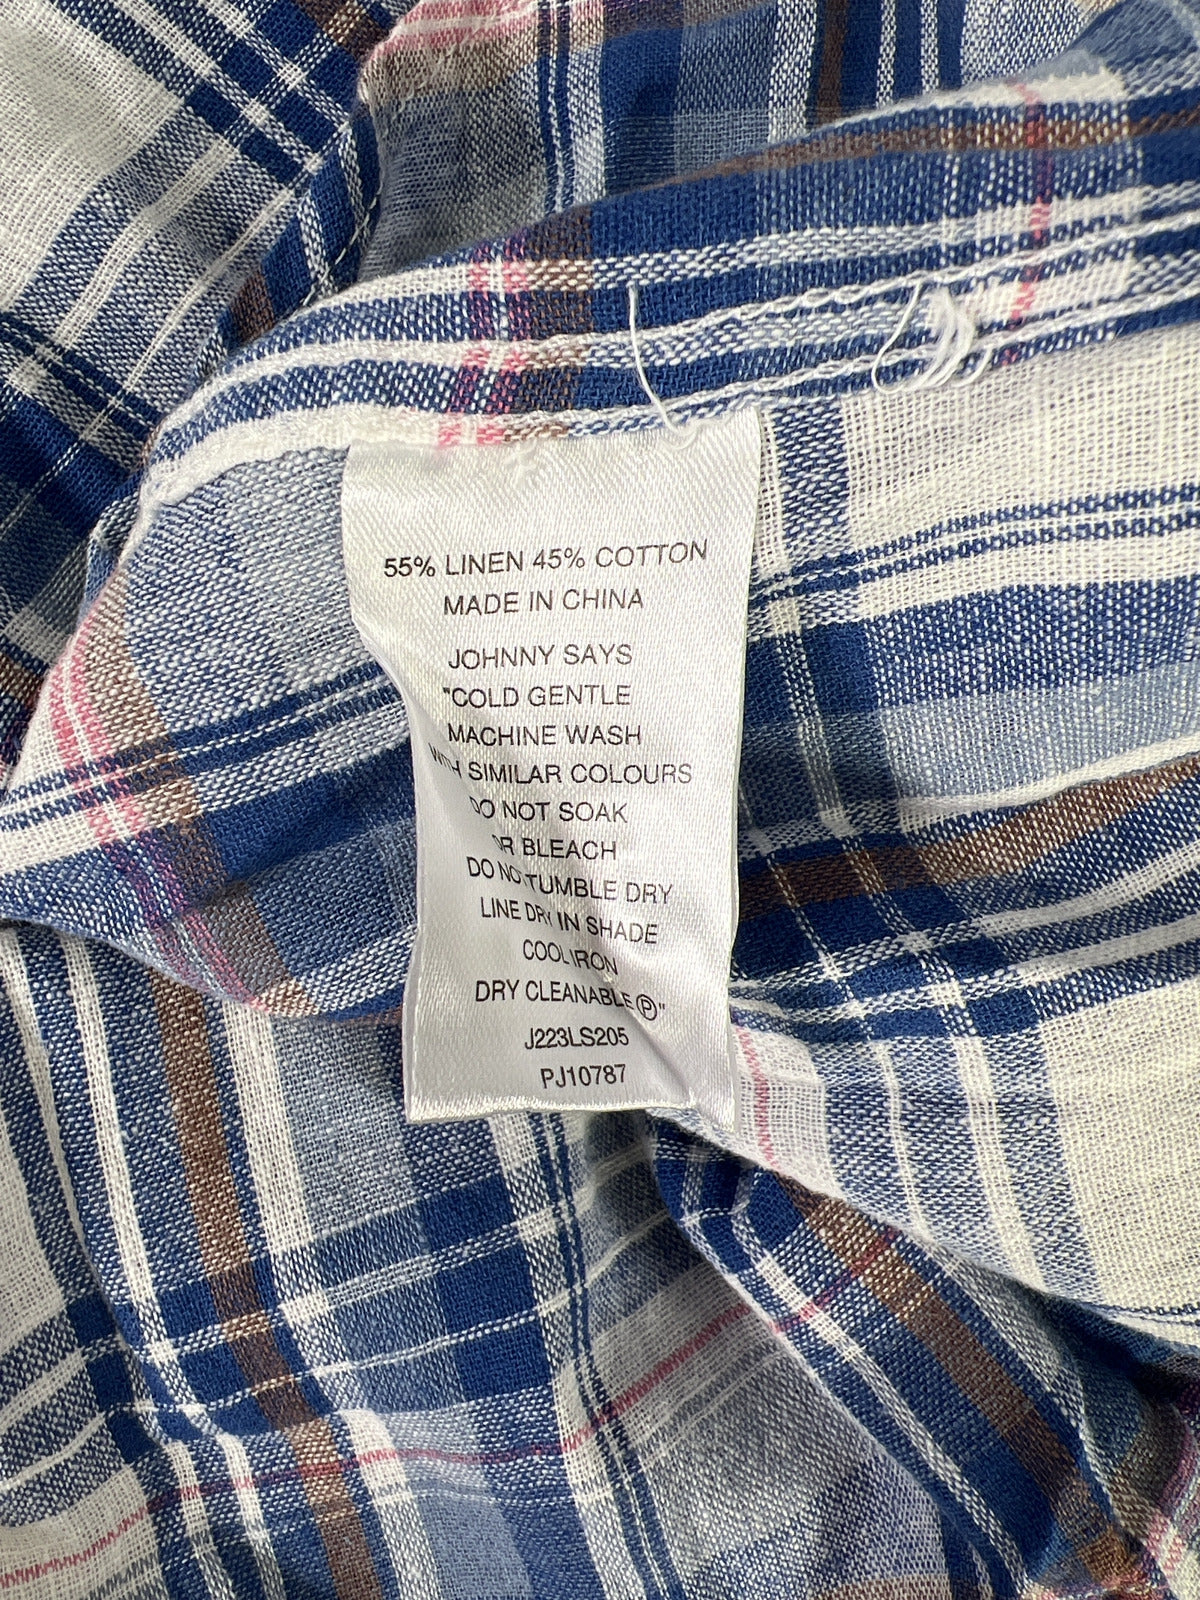 55% LINEN 45% COTTON
MADE IN CHINA
JOHNNY SAYS
"COLD GENTLE
MACHINE WASH
WITH SIMILAR COLOURS
DO NOT SOAK
OR BLEACH
DO NOT TUMBLE DRY
LINE DRY IN SHADE
COOL IRON
DRY CLEANABLE Ⓟ"
J223LS205
PJ10787